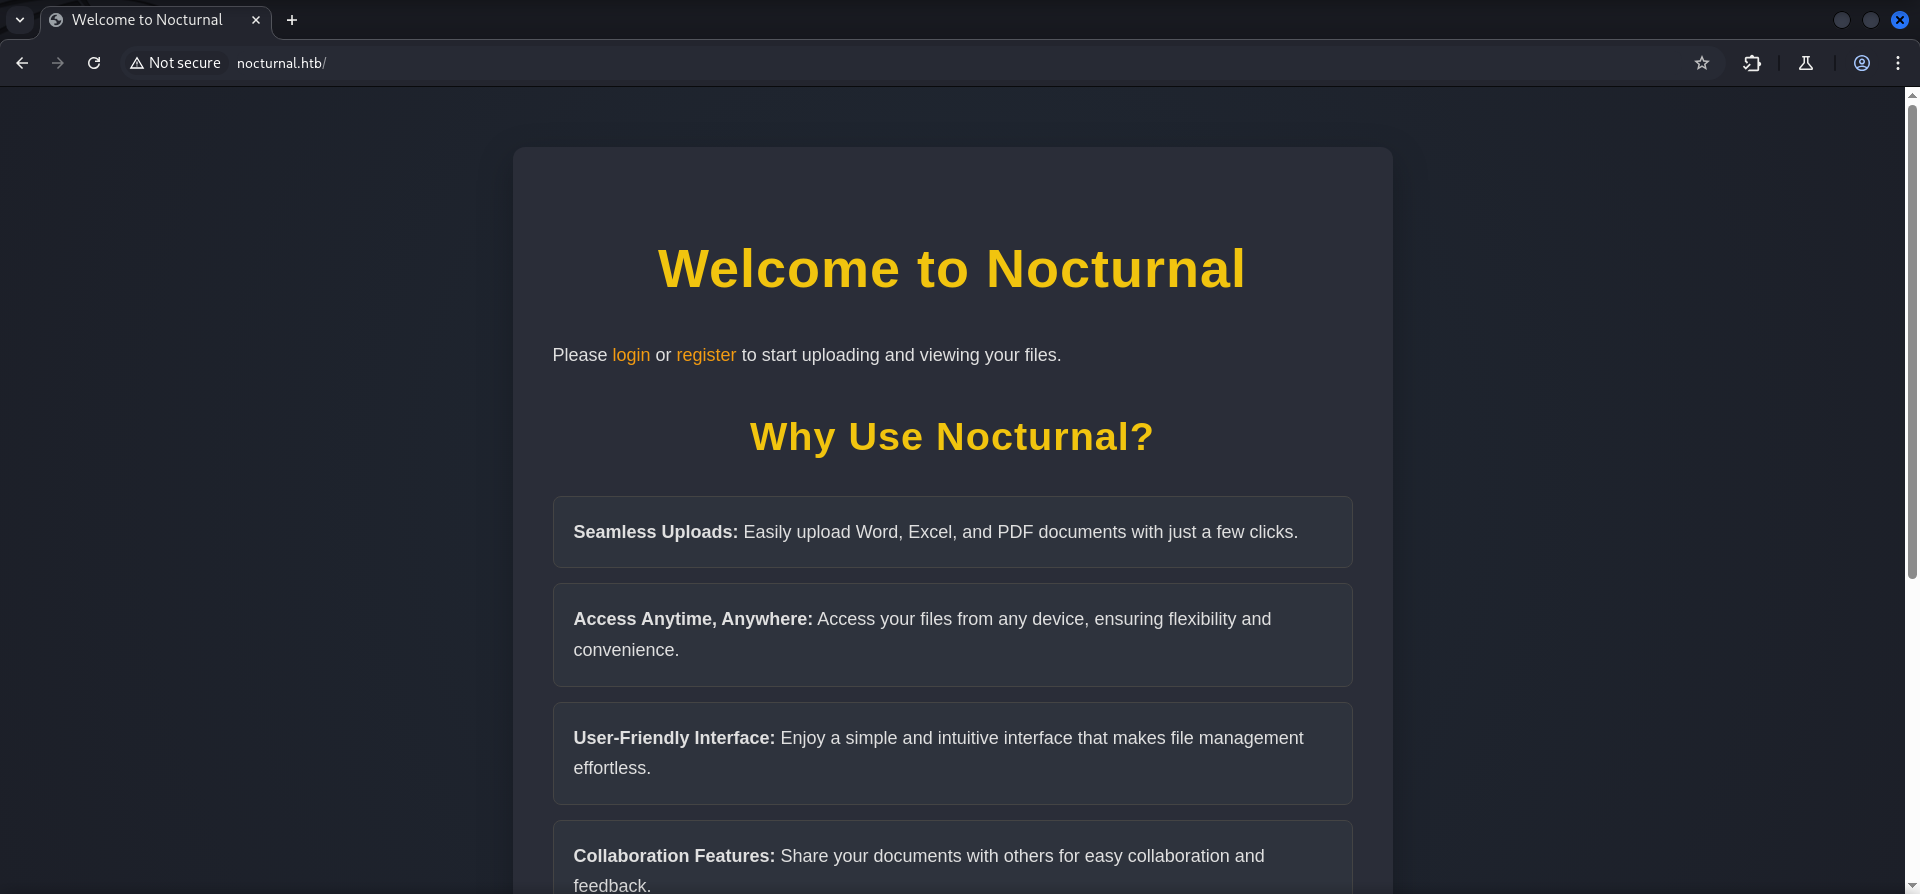 Welcome to Nocturnal
Not secure
nocturnal.htb/
Welcome to Nocturnal
Please login or register to start uploading and viewing your files.
Why Use Nocturnal?
Seamless Uploads: Easily upload Word, Excel, and PDF documents with just a few clicks.
Access Anytime, Anywhere: Access your files from any device, ensuring flexibility and
convenience.
User-Friendly Interface: Enjoy a simple and intuitive interface that makes file management
effortless.
Collaboration Features: Share your documents with others for easy collaboration and
feedback.